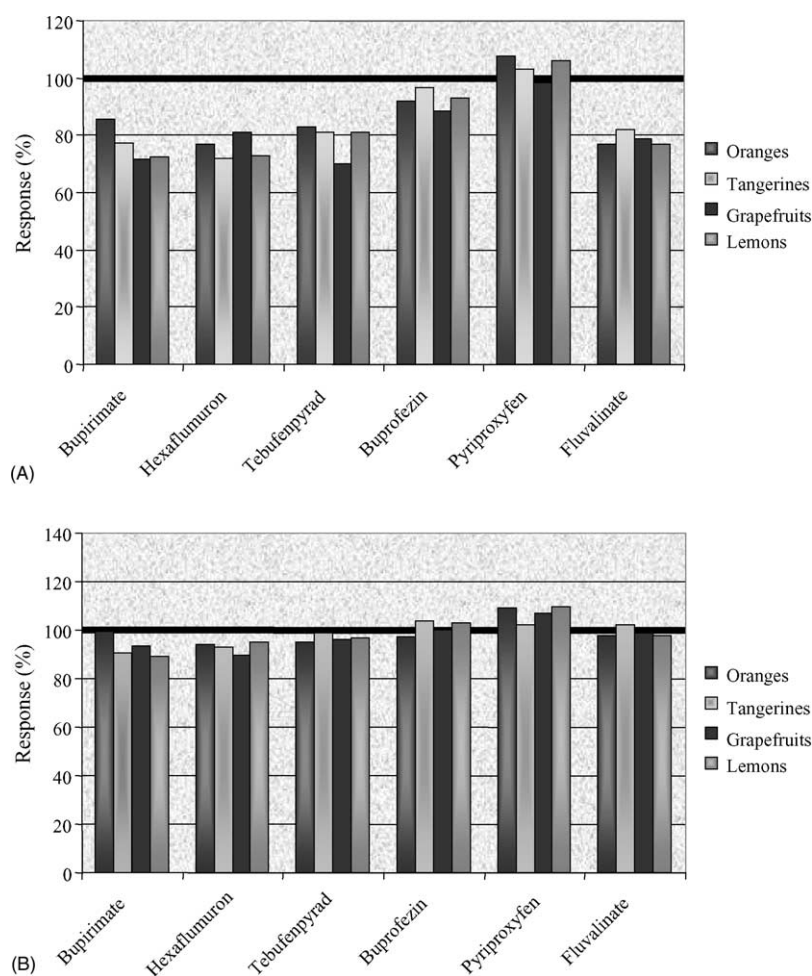 120
100
80
60
40
20
0
Response (%)
Bupirimate
Hexaflumuron
Tebufenpyrad
Buprofezin
Pyriproxyfen
Fluvalinate
Oranges
Tangerines
Grapefruits
Lemons
(A)
140
120
100
80
60
40
20
0
Response (%)
Bupirimate
Hexaflumuron
Tebufenpyrad
Buprofezin
Pyriproxyfen
Fluvalinate
Oranges
Tangerines
Grapefruits
Lemons
(B)